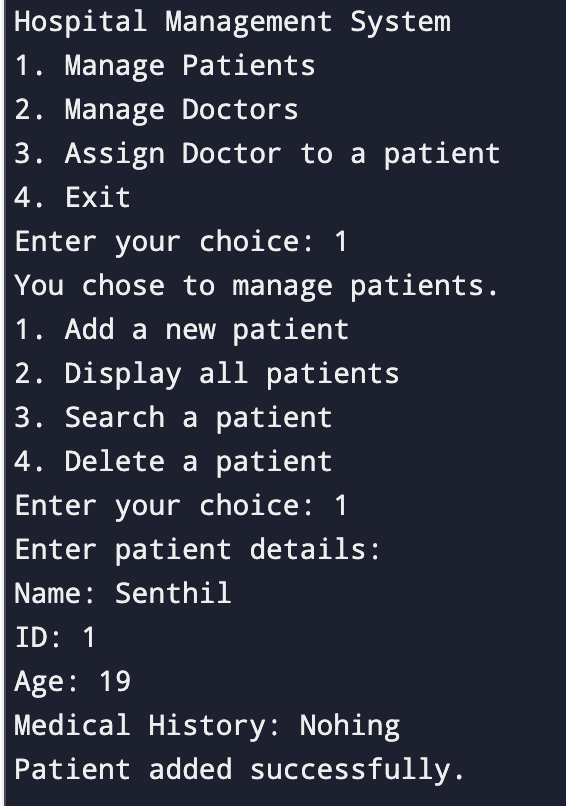 Hospital Management System
1. Manage Patients
2. Manage Doctors
3. Assign Doctor to a patient
4. Exit
Enter your choice: 1
You chose to manage patients.
1. Add a new patient
2. Display all patients
3. Search a patient
4. Delete a patient
Enter your choice: 1
Enter patient details:
Name: Senthil
ID: 1
Age: 19
Medical History: Nohing
Patient added successfully.